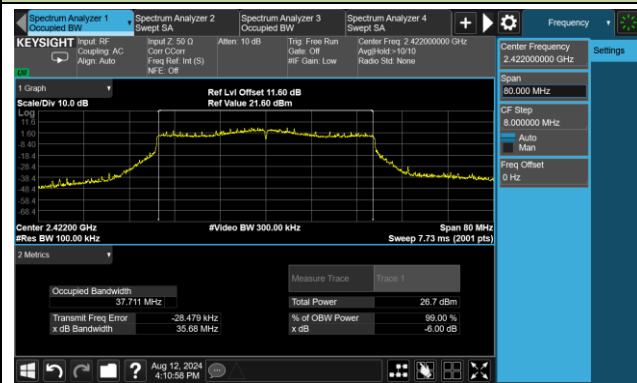 Spectrum Analyzer 1
Occupied BW
Spectrum Analyzer 2
Swept SA
Spectrum Analyzer 3
Occupied BW
Spectrum Analyzer 4
Swept SA
Frequency
KEYSIGHT
Input: RF
Coupling: AC
Align: Auto
Input Z: 50 Ω
Corr CCorr
Freq Ref: Int (S)
NFE: Off
Atten: 10 dB
Trig: Free Run
Gate: Off
#IF Gain: Low
Center Freq: 2.422000000 GHz
Avg|Hold:>10/10
Radio Std: None
Center Frequency
2.422000000 GHz
Settings
Span
80.000 MHz
CF Step
8.000000 MHz
Auto
Man
Freq Offset
0 Hz
1 Graph
Scale/Div 10.0 dB
Ref Lvl Offset 11.60 dB
Ref Value 21.60 dBm
Log
11.6
1.60
-8.40
-18.4
-28.4
-38.4
-48.4
-58.4
-68.4
Center 2.42200 GHz
#Res BW 100.00 kHz
#Video BW 300.00 kHz
Span 80 MHz
Sweep 7.73 ms (2001 pts)
2 Metrics
Measure Trace
Trace 1
Occupied Bandwidth
37.711 MHz
Total Power
26.7 dBm
Transmit Freq Error
-28.479 kHz
% of OBW Power
99.00 %
x dB Bandwidth
35.68 MHz
x dB
-6.00 dB
Aug 12, 2024
4:10:58 PM